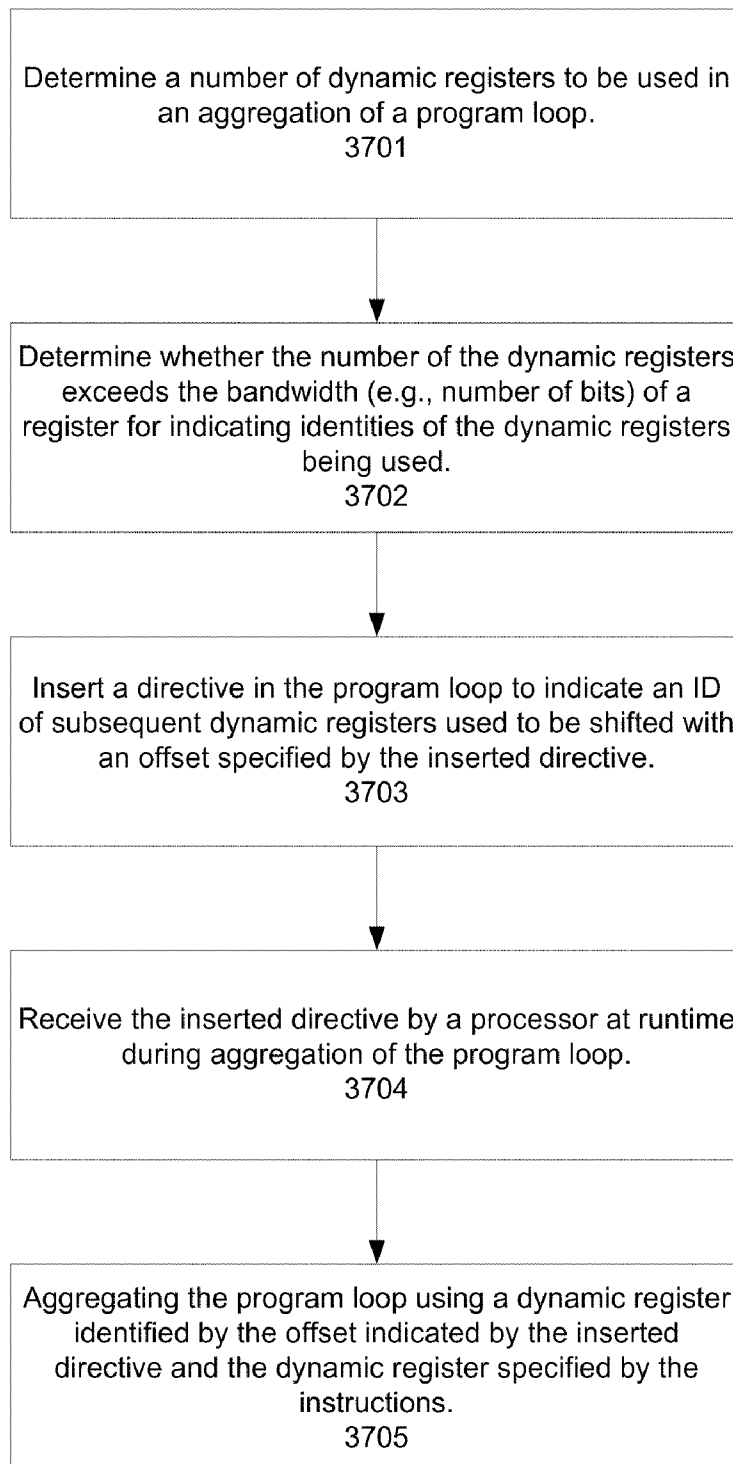 Determine a number of dynamic registers to be used in
an aggregation of a program loop.
3701
Determine whether the number of the dynamic registers
exceeds the bandwidth (e.g., number of bits) of a
register for indicating identities of the dynamic registers
being used.
3702
Insert a directive in the program loop to indicate an ID
of subsequent dynamic registers used to be shifted with
an offset specified by the inserted directive.
3703
Receive the inserted directive by a processor at runtime
during aggregation of the program loop.
3704
Aggregating the program loop using a dynamic register
identified by the offset indicated by the inserted
directive and the dynamic register specified by the
instructions.
3705